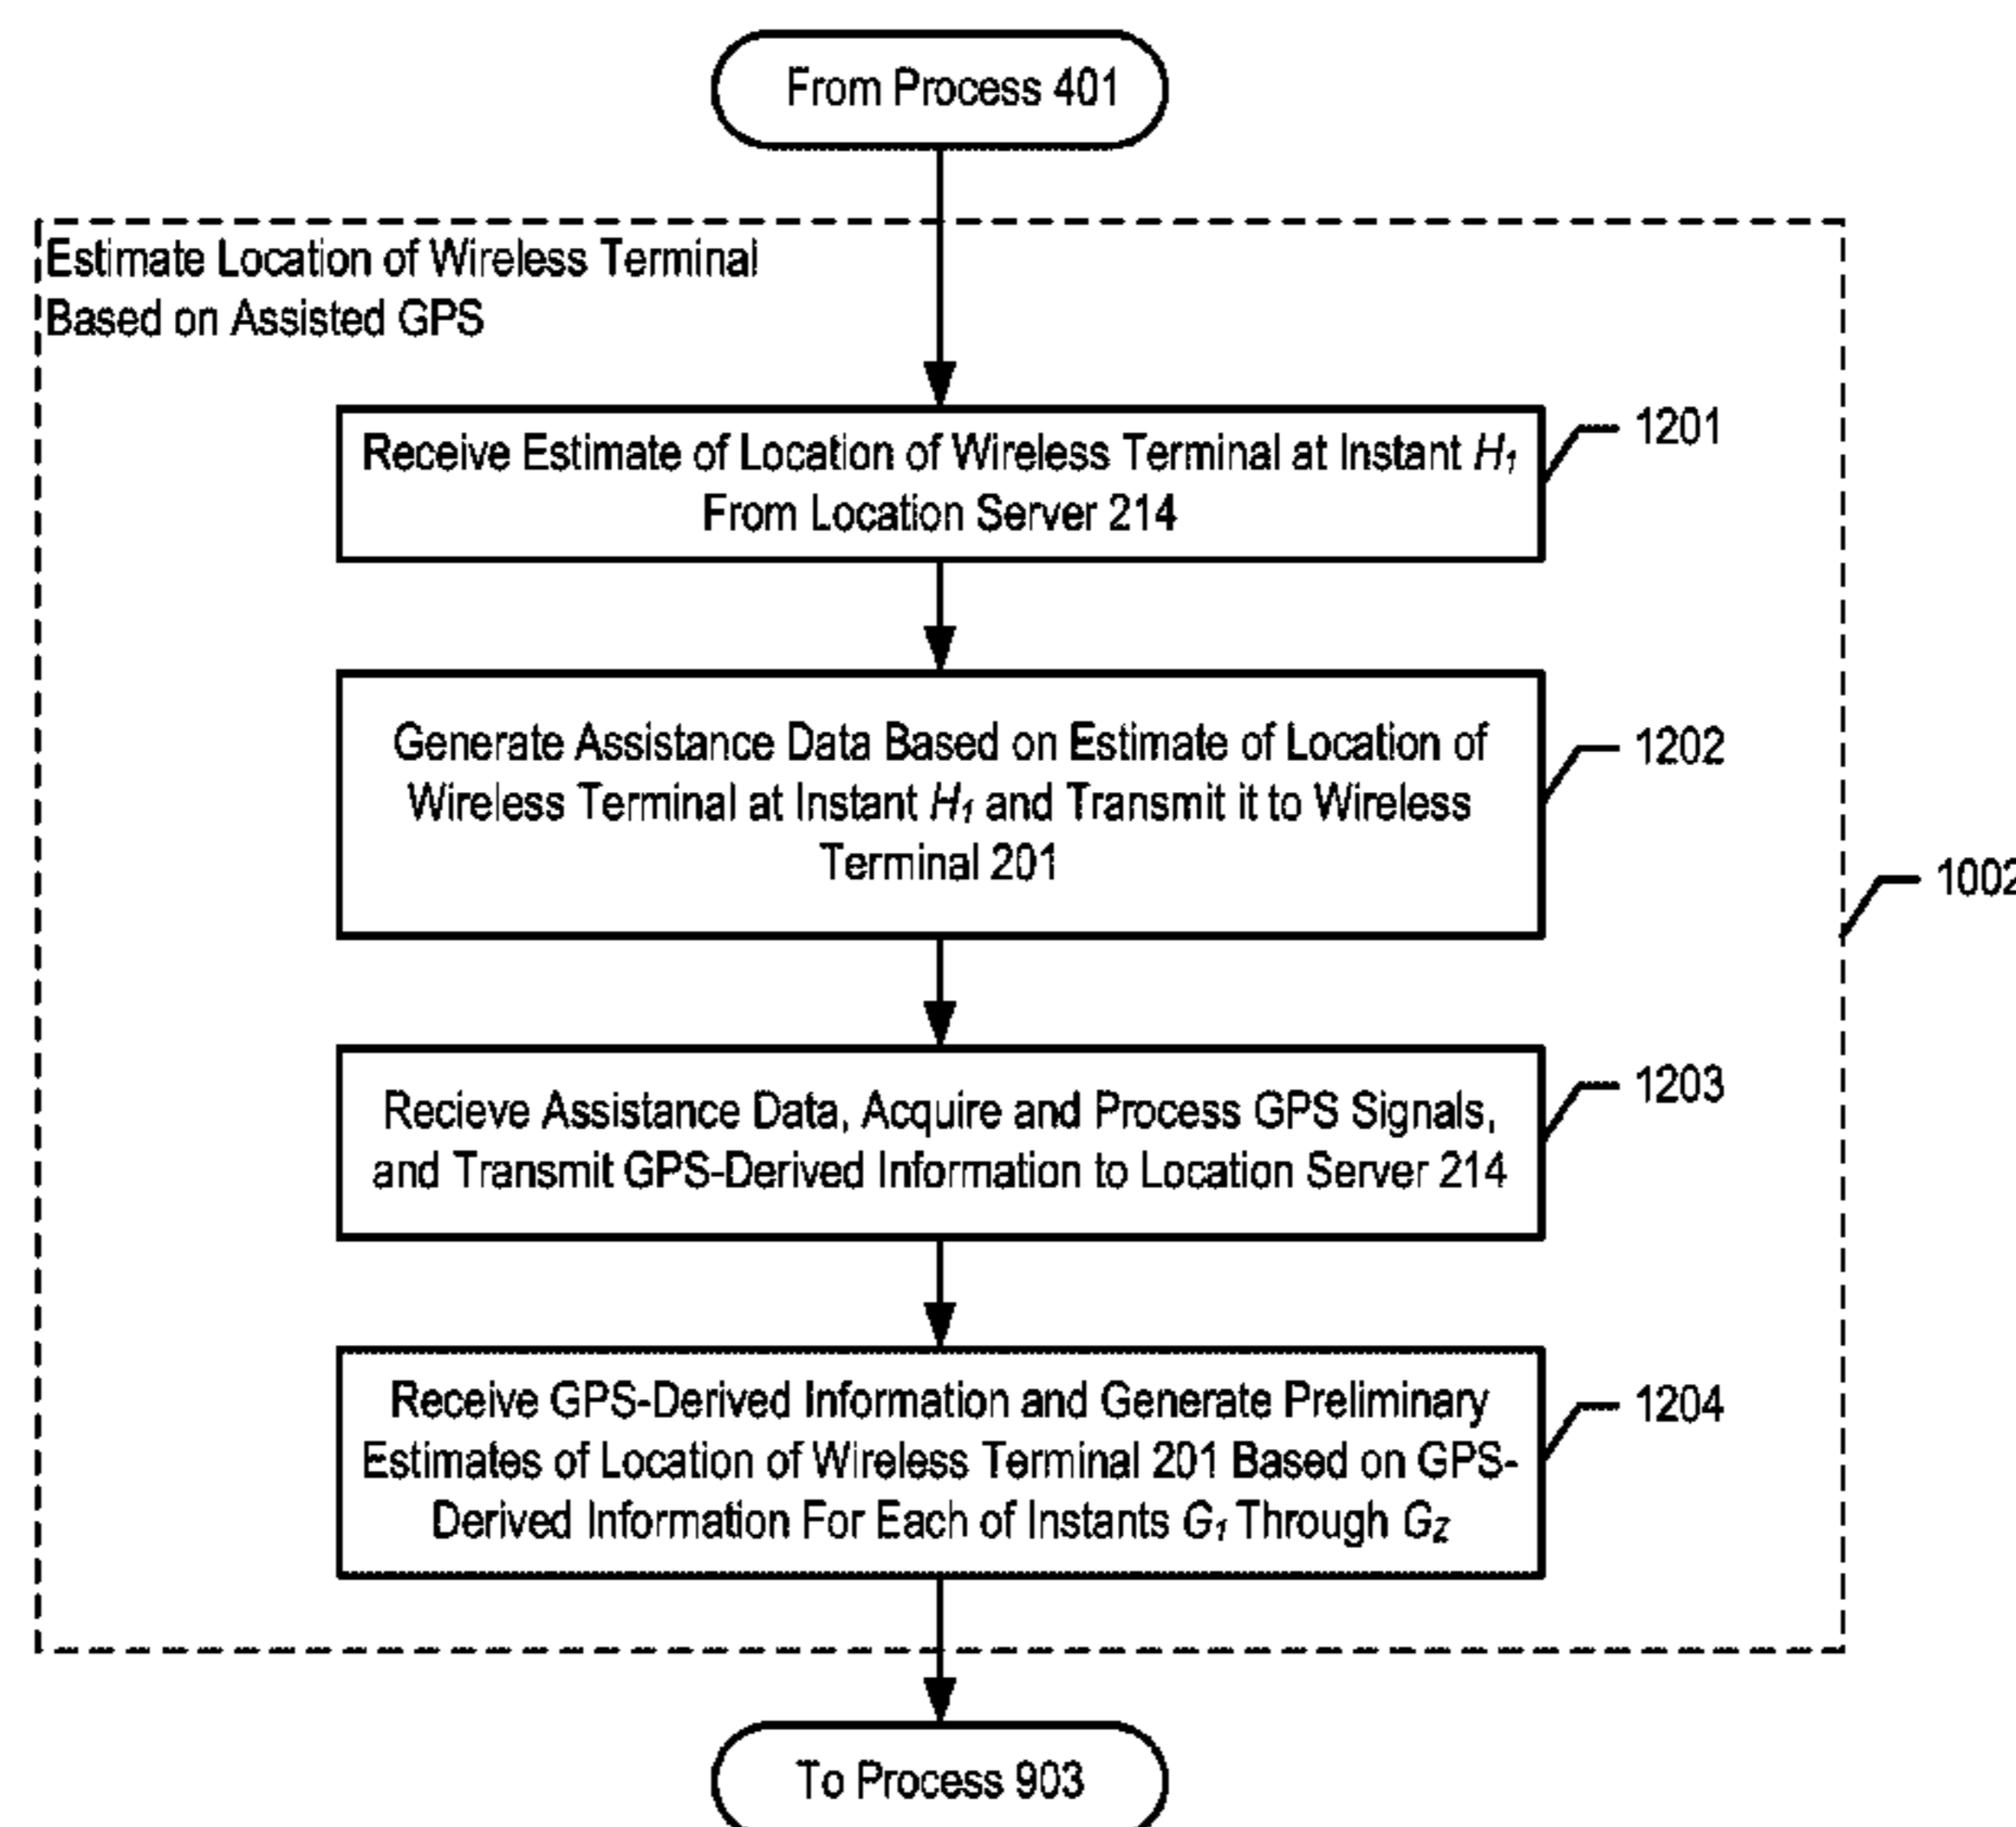 From Process 401
Estimate Location of Wireless Terminal
Based on Assisted GPS
Receive Estimate of Location of Wireless Terminal at Instant H1
From Location Server 214
1201
Generate Assistance Data Based on Estimate of Location of
Wireless Terminal at Instant H1 and Transmit it to Wireless
Terminal 201
1202
1002
Recieve Assistance Data, Acquire and Process GPS Signals,
and Transmit GPS-Derived Information to Location Server 214
1203
Receive GPS-Derived Information and Generate Preliminary
Estimates of Location of Wireless Terminal 201 Based on GPS-
Derived Information For Each of Instants G1 Through GZ
1204
To Process 903